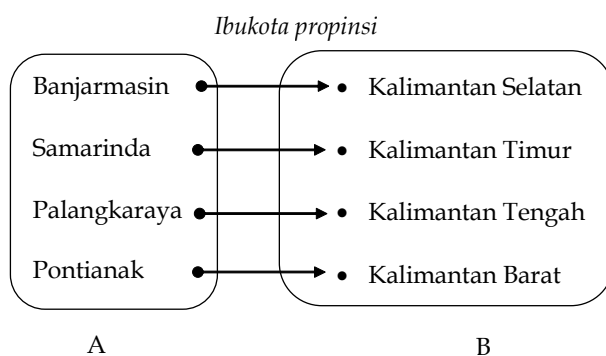 Ibukota propinsi
Banjarmasin Kalimantan Selatan
Samarinda Kalimantan Timur
Palangkaraya Kalimantan Tengah
Pontianak Kalimantan Barat
A B